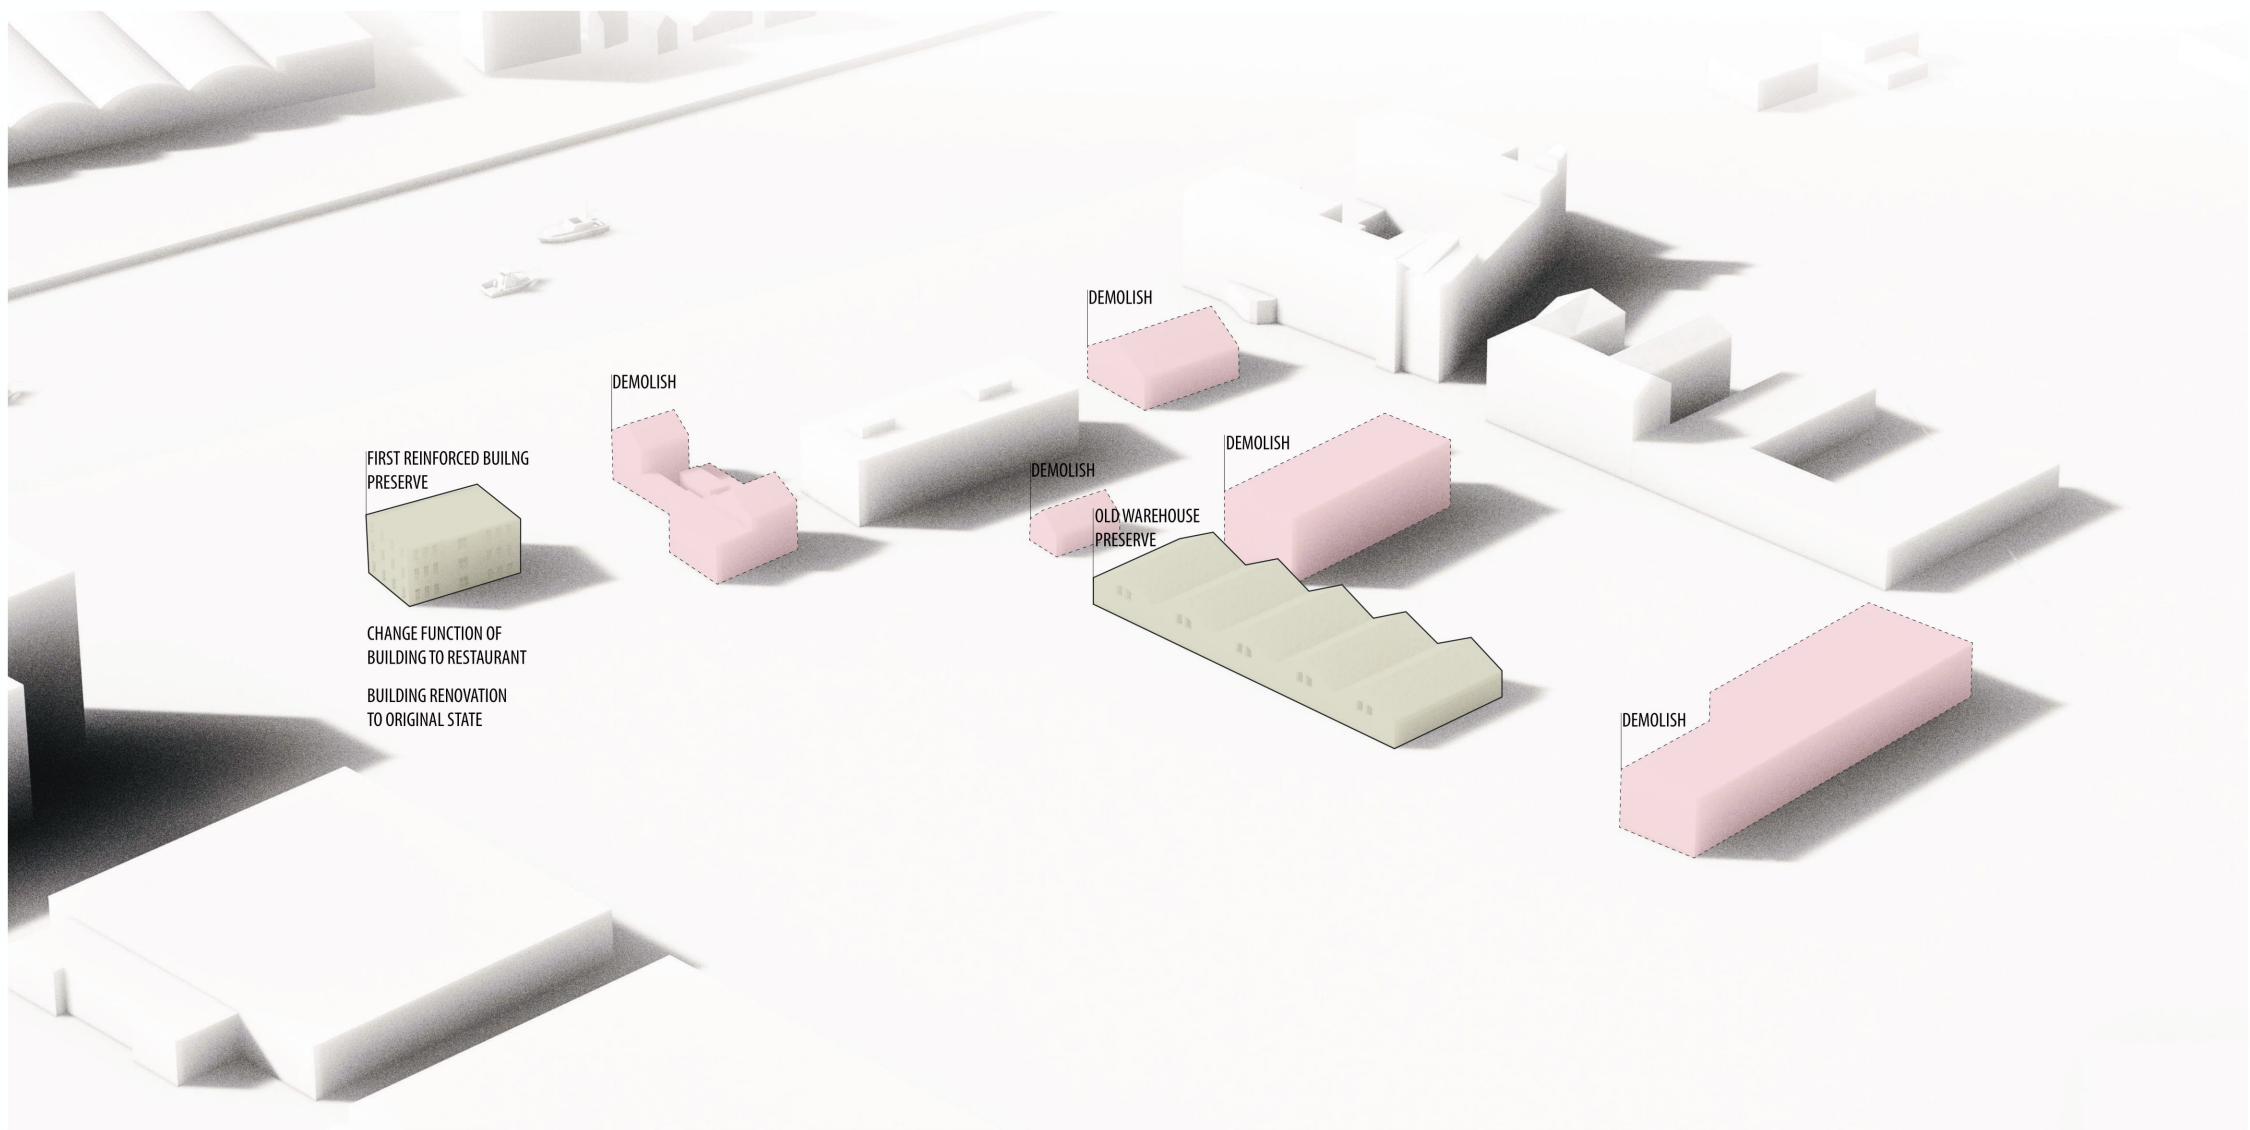 DEMOLISH
DEMOLISH
DEMOLISH
FIRST REINFORCED BUILNG
PRESERVE
DEMOLISH
OLD WAREHOUSE
PRESERVE
CHANGE FUNCTION OF
BUILDING TO RESTAURANT
BUILDING RENOVATION
TO ORIGINAL STATE
DEMOLISH